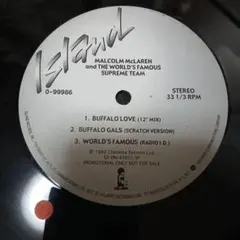 Island
MALCOLM McLAREN
and THE WORLD'S FAMOUS
SUPREME TEAM
0-99986
STEREO
33 1/3 RPM
1. BUFFALO LOVE (12" MIX)
2. BUFFALO GALS (SCRATCH VERSION)
3. WORLD'S FAMOUS (RADIO I.D.)
PROMOTIONAL ONLY NOT FOR SALE